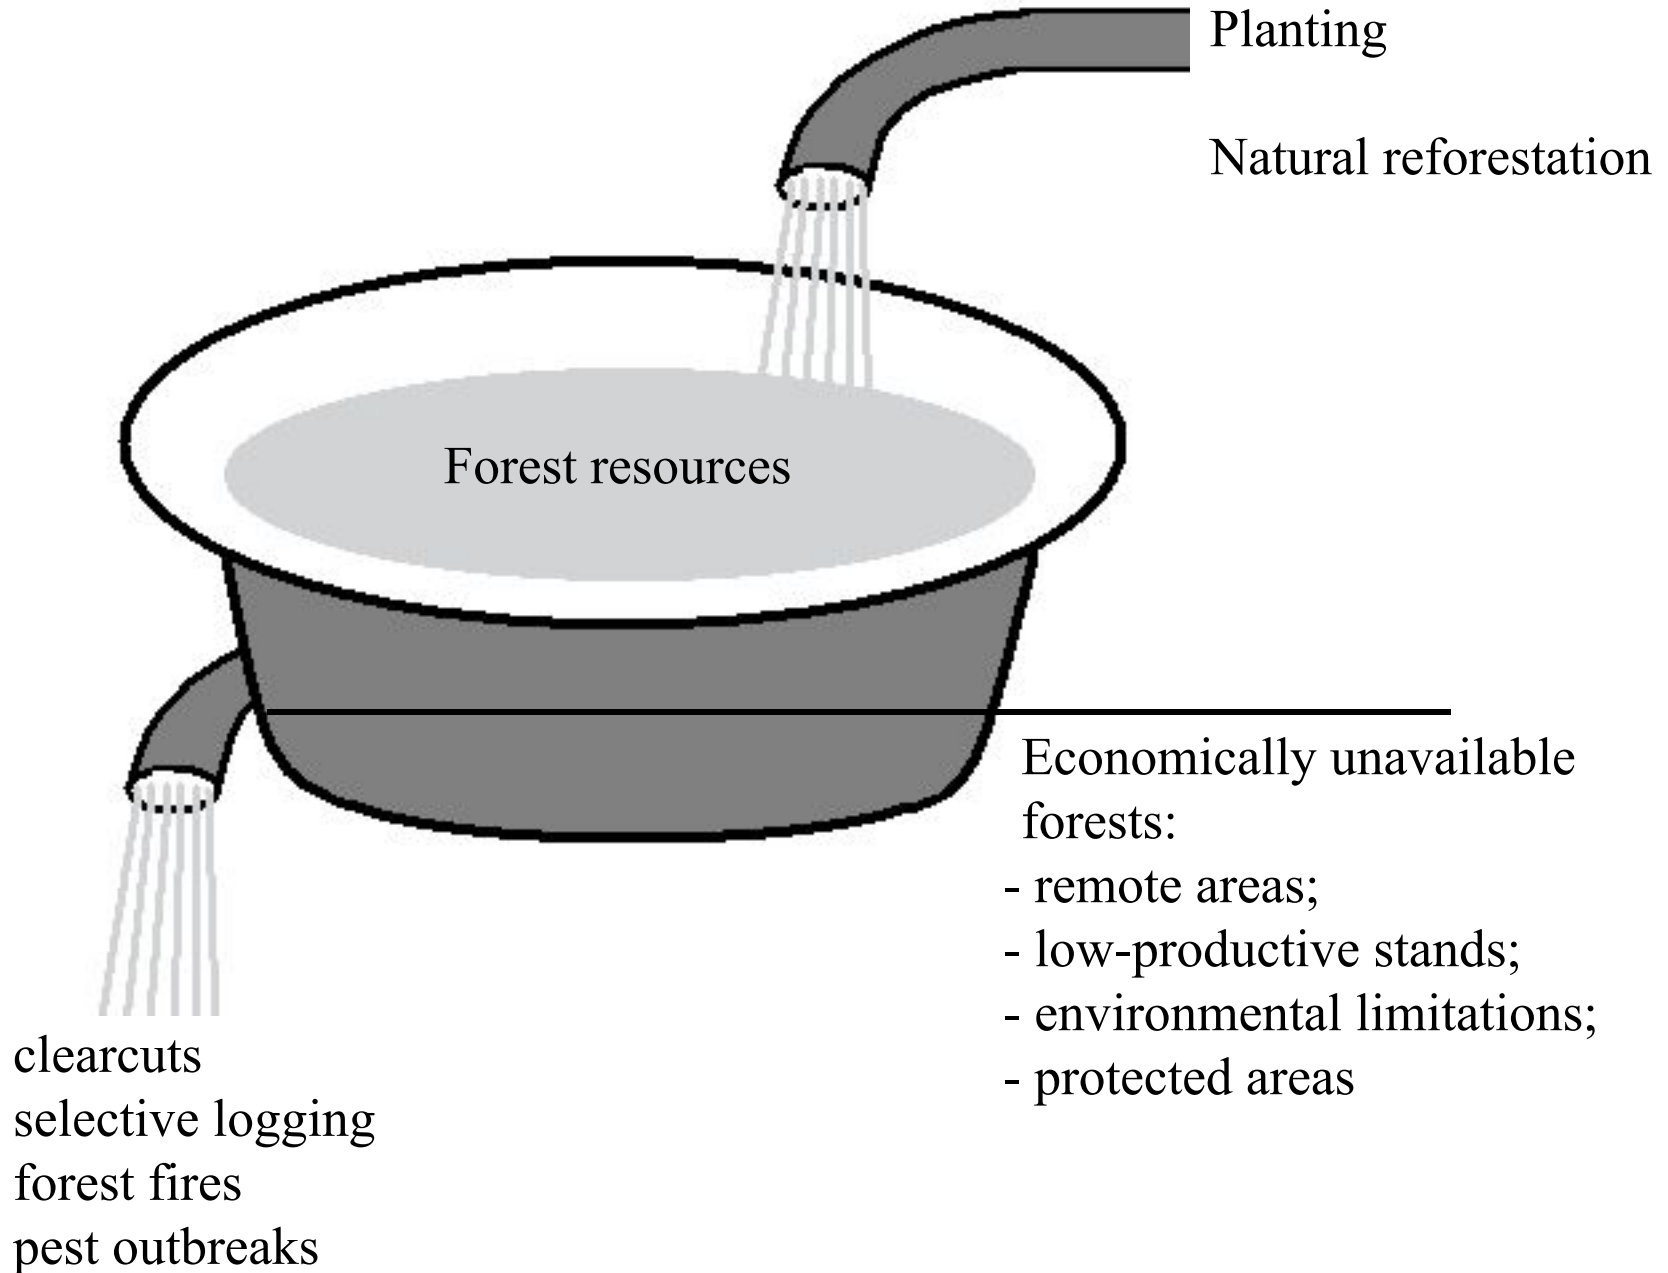 Planting
Natural reforestation
Forest resources
Economically unavailable
forests:
- remote areas;
- low-productive stands;
- environmental limitations;
- protected areas
clearcuts
selective logging
forest fires
pest outbreaks